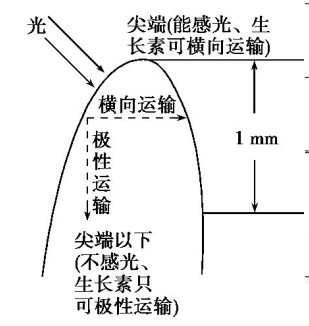 光
尖端(能感光、生
长素可横向运输)
横向运输
极
性
运
输
1 mm
尖端以下
(不感光、
生长素只
可极性运输)